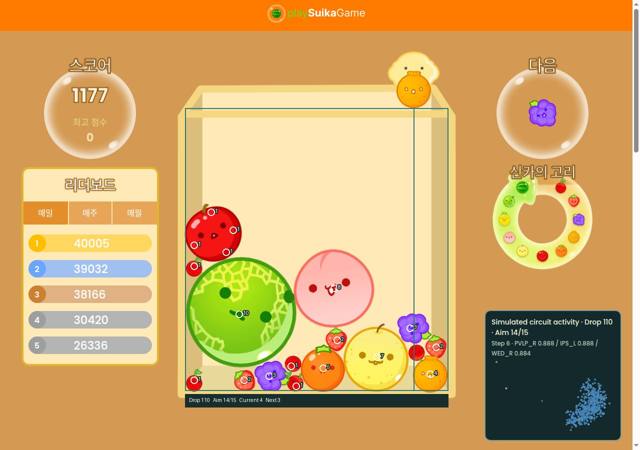 playSuikaGame
스코어
1177
최고 점수
0
다음
리더보드
매일 매주 매월
1 40005
2 39032
3 38166
4 30420
5 26336
신카의 고리
Simulated circuit activity · Drop 110
· Aim 14/15
Step 6 · PVLP_R 0.888 / IPS_L 0.888 /
WED_R 0.884
Drop 110 Aim 14/15 Current 4 Next 3